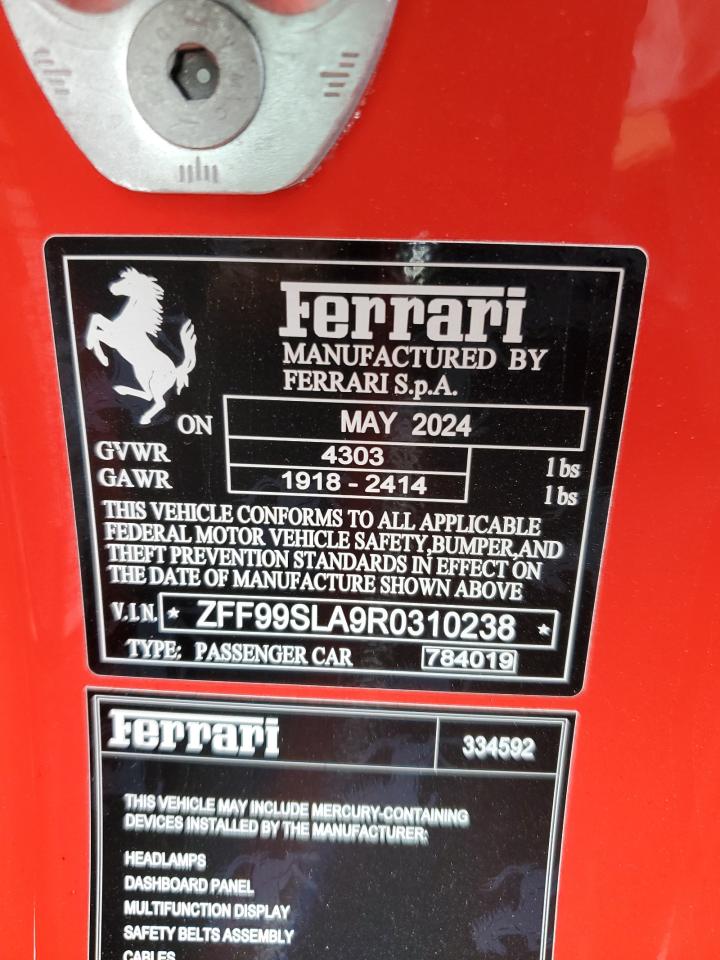 Ferrari
MANUFACTURED BY
FERRARI S.p.A.
ON MAY 2024
GVWR 4303 lbs
GAWR 1918 - 2414 lbs
THIS VEHICLE CONFORMS TO ALL APPLICABLE
FEDERAL MOTOR VEHICLE SAFETY,BUMPER,AND
THEFT PREVENTION STANDARDS IN EFFECT ON
THE DATE OF MANUFACTURE SHOWN ABOVE
V.I.N. * ZFF99SLA9R0310238 *
TYPE: PASSENGER CAR 784019
Ferrari 334592
THIS VEHICLE MAY INCLUDE MERCURY-CONTAINING
DEVICES INSTALLED BY THE MANUFACTURER:
HEADLAMPS
DASHBOARD PANEL
MULTIFUNCTION DISPLAY
SAFETY BELTS ASSEMBLY
CABLES